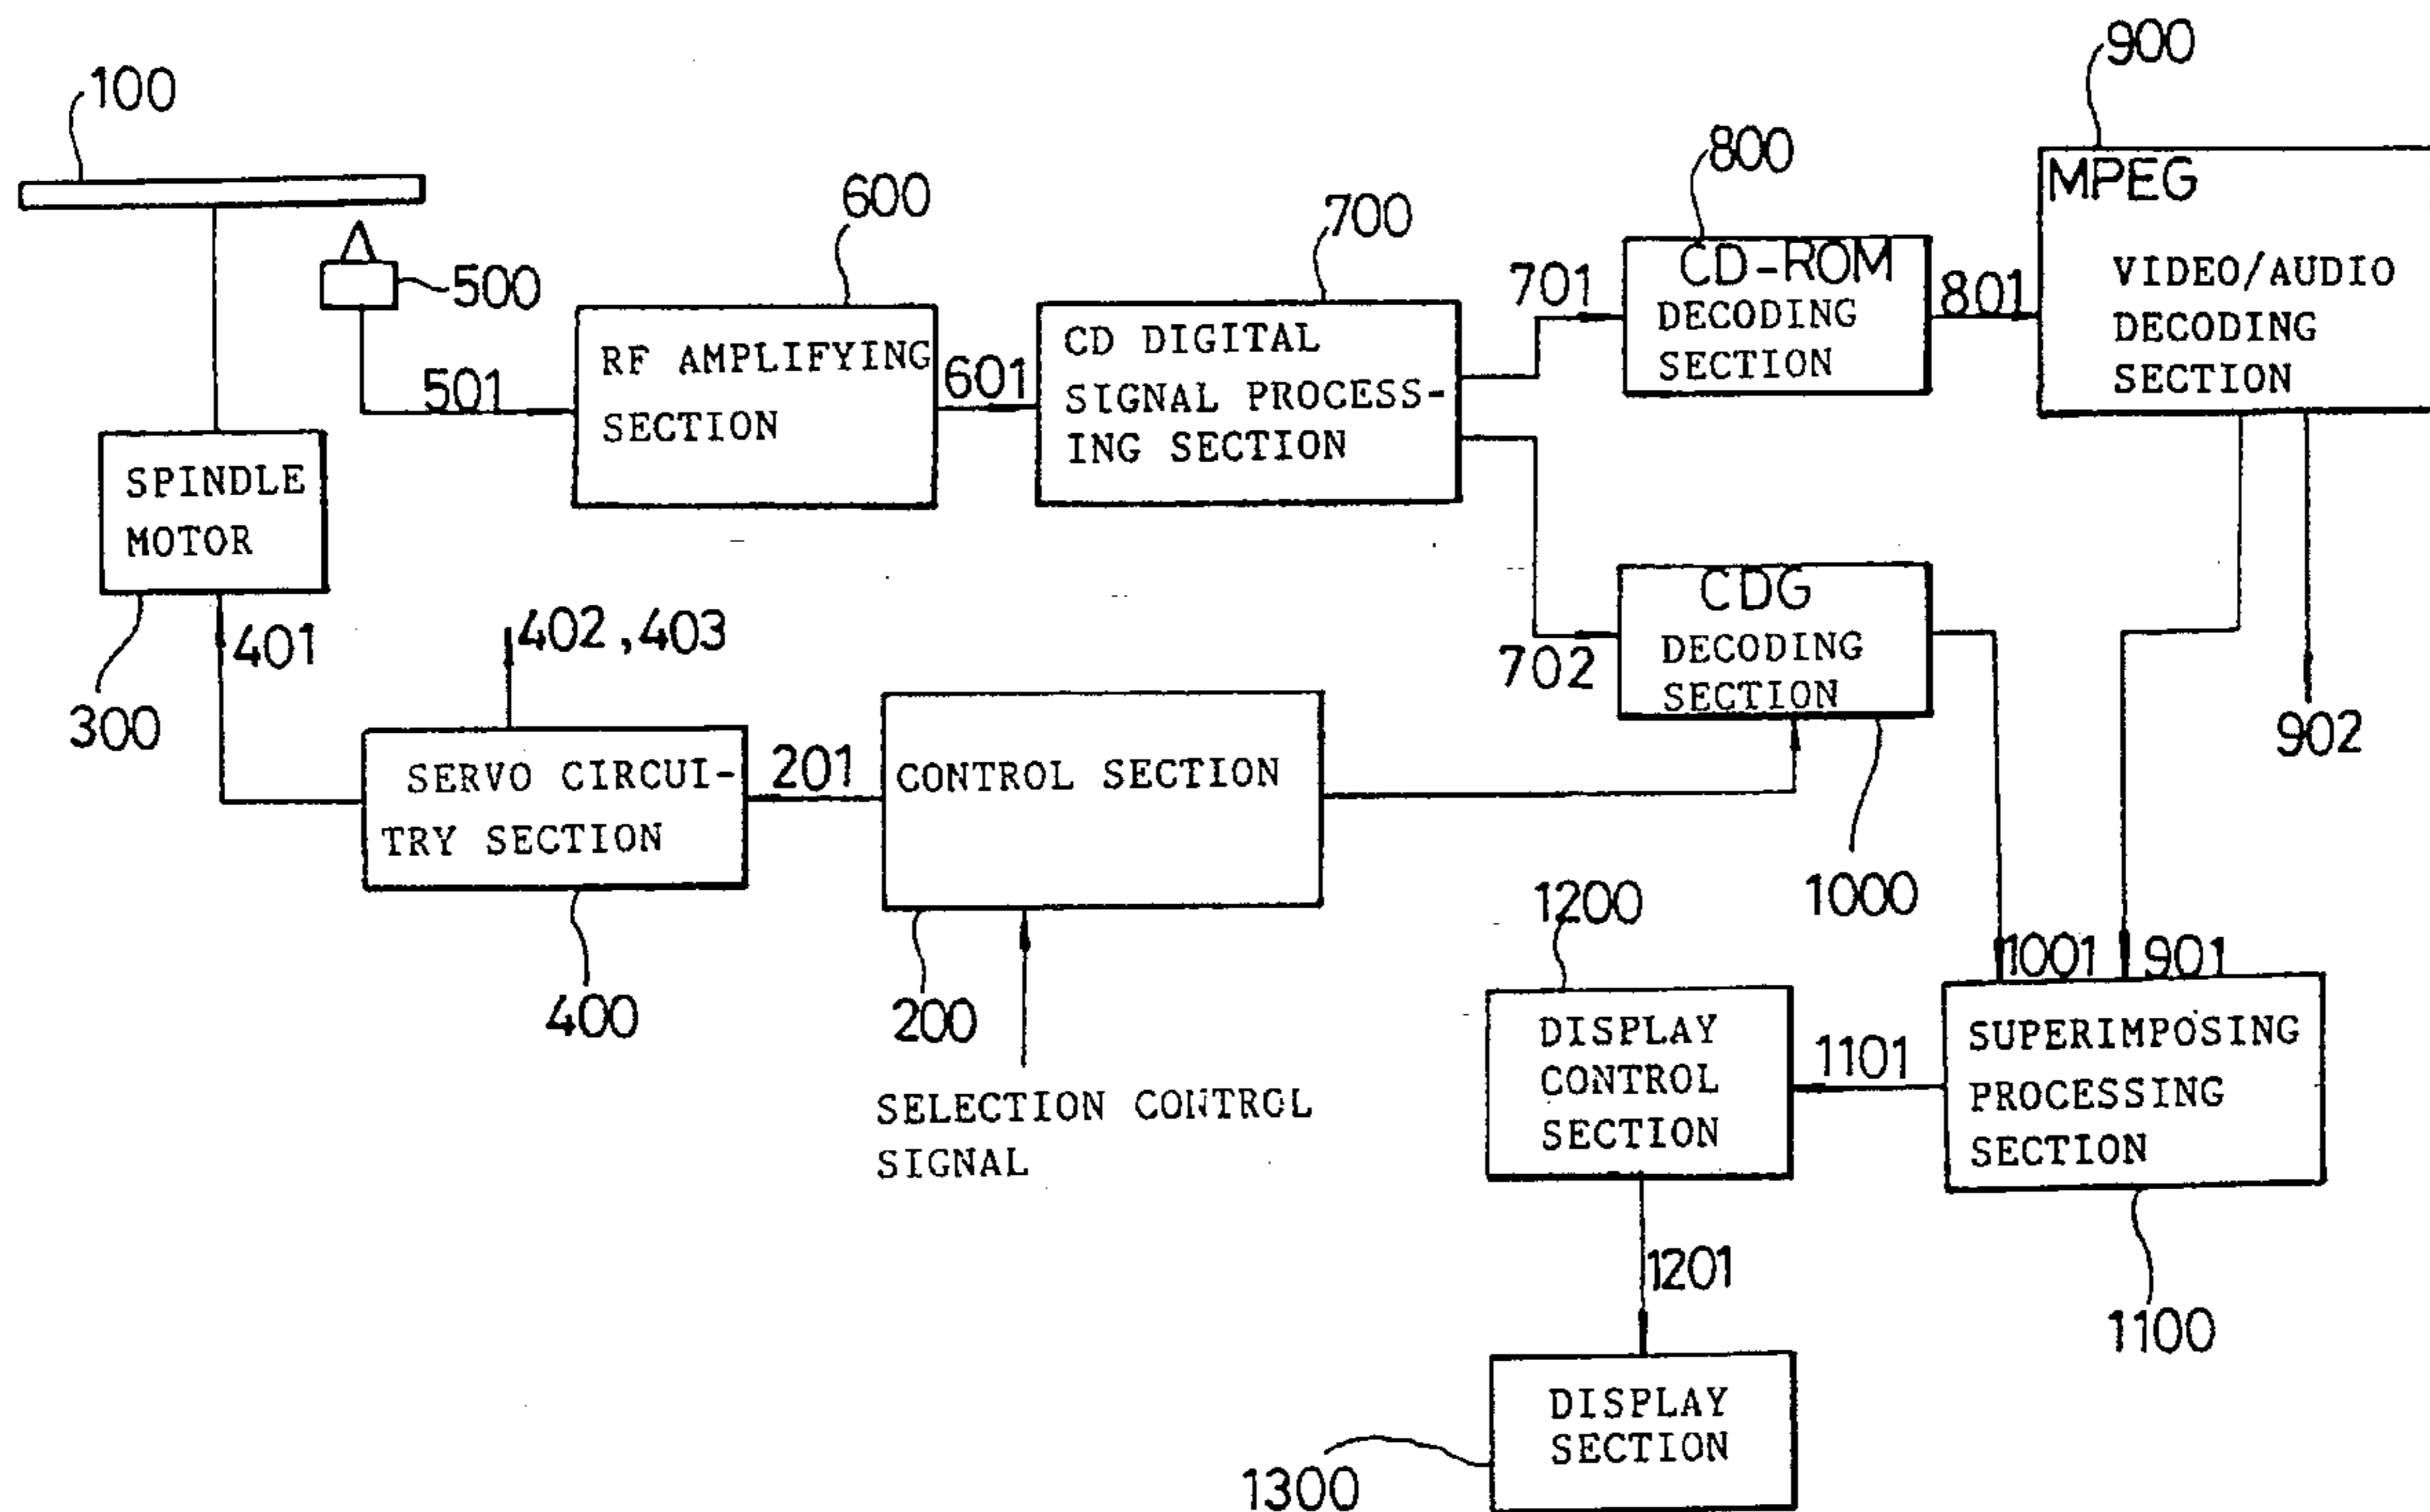 100
500
501
600
RF AMPLIFYING
SECTION
601
700
CD DIGITAL
SIGNAL PROCESS-
ING SECTION
701
702
800
CD-ROM
DECODING
SECTION
801
900
MPEG
VIDEO/AUDIO
DECODING
SECTION
902
SPINDLE
MOTOR
300
401
402,403
SERVO CIRCUI-
TRY SECTION
400
201
CONTROL SECTION
200
SELECTION CONTROL
SIGNAL
CDG
DECODING
SECTION
1000
1001
901
SUPERIMPOSING
PROCESSING
SECTION
1100
1101
1200
DISPLAY
CONTROL
SECTION
1201
DISPLAY
SECTION
1300